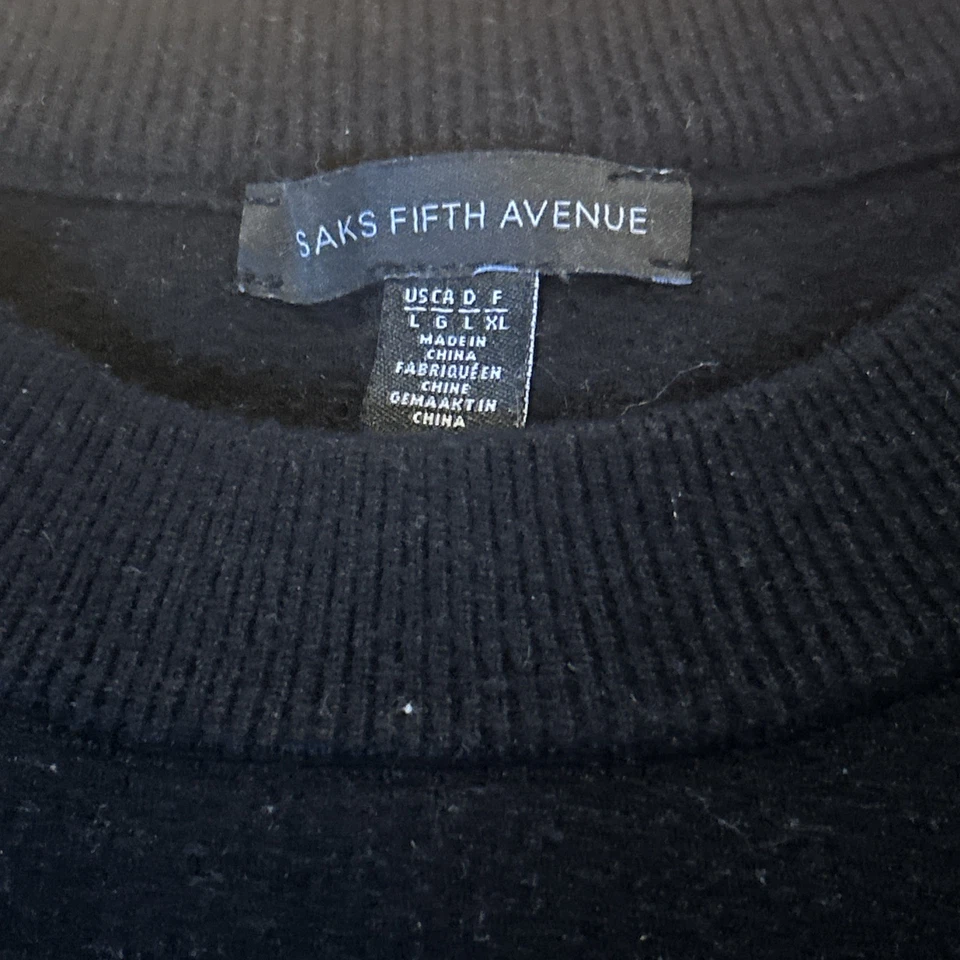 SAKS FIFTH AVENUE
US CA D F
L G L XL
MADE IN
CHINA
FABRIQUÉ EN
CHINE
GEMAAKT IN
CHINA